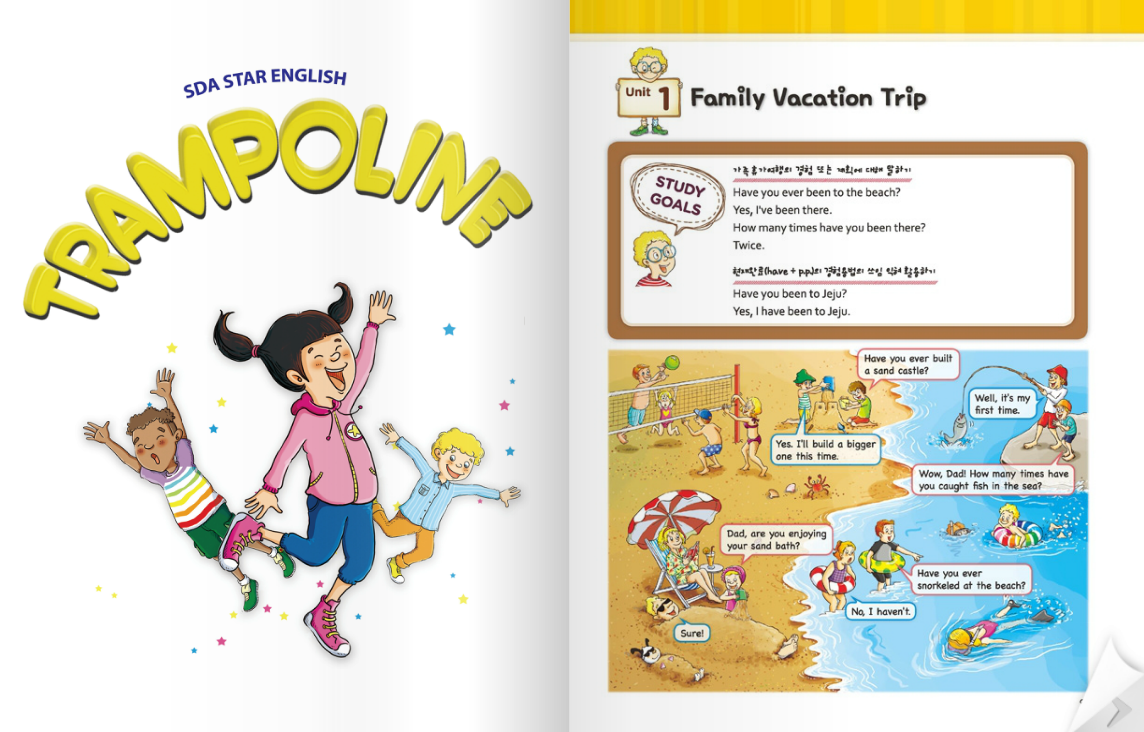 SDA STAR ENGLISH
TRAMPOLINE
Unit 1
Family Vacation Trip
STUDY
GOALS
가족 휴가여행의 경험 또는 계획에 대해 말하기
Have you ever been to the beach?
Yes, I've been there.
How many times have you been there?
Twice.
현재완료(have + p.p.)의 경험용법의 쓰임 익혀 활용하기
Have you been to Jeju?
Yes, I have been to Jeju.
Have you ever built
a sand castle?
Yes. I'll build a bigger
one this time.
Well, it's my
first time.
Wow, Dad! How many times have
you caught fish in the sea?
Dad, are you enjoying
your sand bath?
Sure!
Have you ever
snorkeled at the beach?
No, I haven't.